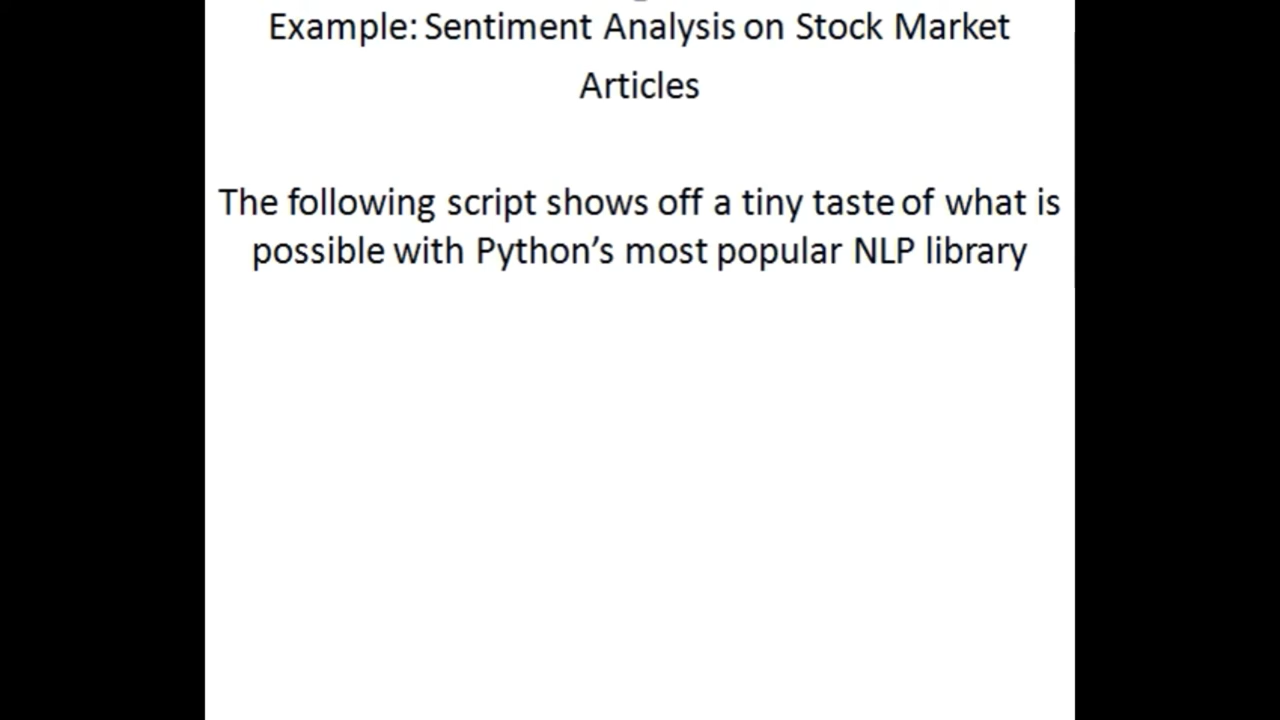 Example: Sentiment Analysis on Stock Market
Articles
The following script shows off a tiny taste of what is
possible with Python’s most popular NLP library